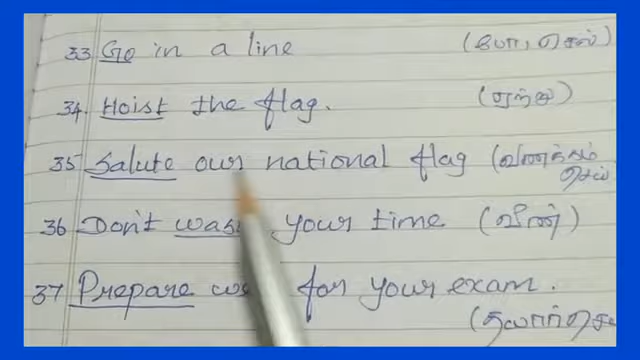 33 Go in a line (போ, செல்)
34. Hoist the flag. (ஏற்று)
35 Salute our national flag (வணக்கம்
செய்
36 Don't your time (வீண்)
37 Prepare for your exam.
(தயார் செய்